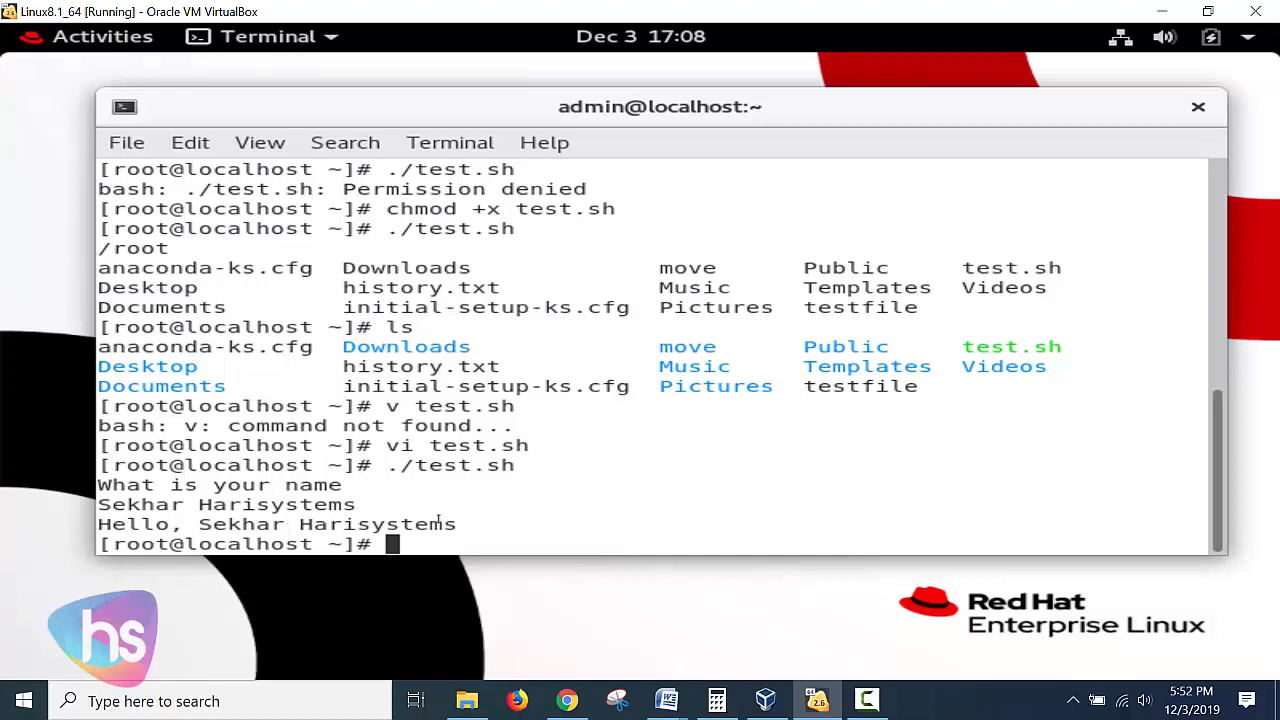 Linux8.1_64 [Running] - Oracle VM VirtualBox
Activities Terminal Dec 3 17:08
admin@localhost:~
File Edit View Search Terminal Help
[root@localhost ~]# ./test.sh
bash: ./test.sh: Permission denied
[root@localhost ~]# chmod +x test.sh
[root@localhost ~]# ./test.sh
/root
anaconda-ks.cfg Downloads move Public test.sh
Desktop history.txt Music Templates Videos
Documents initial-setup-ks.cfg Pictures testfile
[root@localhost ~]# ls
anaconda-ks.cfg Downloads move Public test.sh
Desktop history.txt Music Templates Videos
Documents initial-setup-ks.cfg Pictures testfile
[root@localhost ~]# v test.sh
bash: v: command not found...
[root@localhost ~]# vi test.sh
[root@localhost ~]# ./test.sh
What is your name
Sekhar Harisystems
Hello, Sekhar Harisystems
[root@localhost ~]#
Red Hat
Enterprise Linux
hs
Type here to search
2.6
5:52 PM
12/3/2019